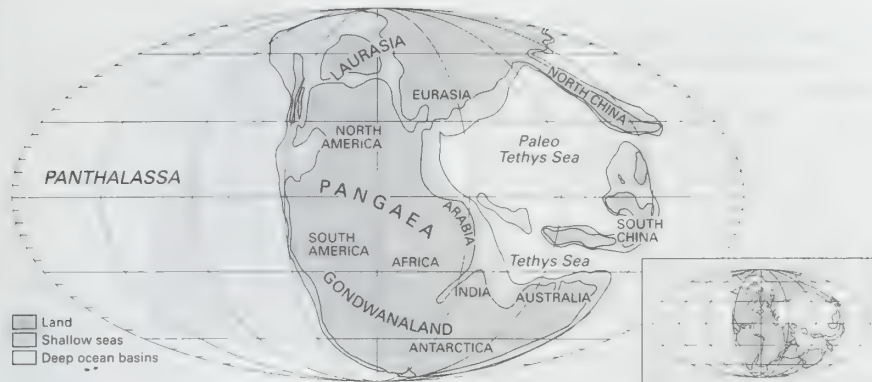 LAURASIA
EURASIA
NORTH CHINA
NORTH
AMERICA
Paleo
Tethys Sea
PANTHALASSA
PANGAEA
ARABIA
SOUTH
CHINA
SOUTH
AMERICA
AFRICA
Tethys Sea
GONDWANALAND
INDIA
AUSTRALIA
ANTARCTICA
Land
Shallow seas
Deep ocean basins